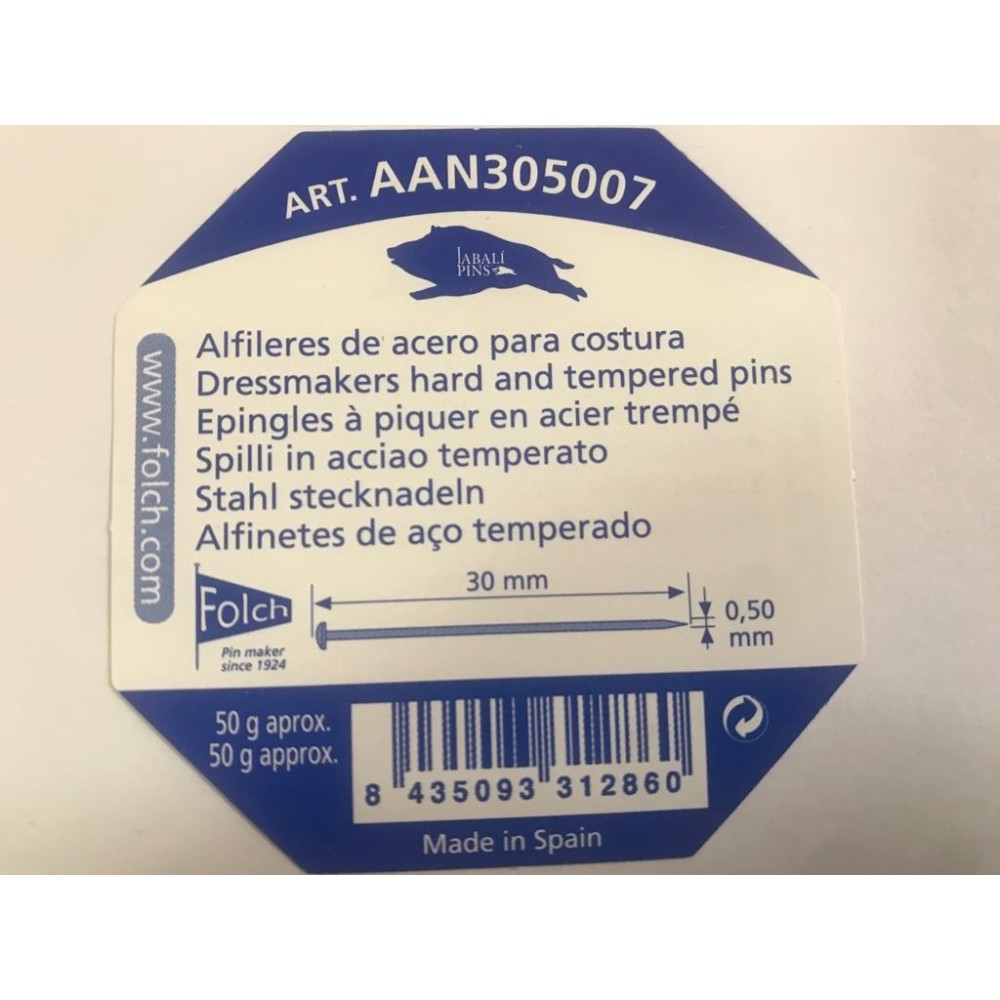 ART. AAN305007
JABALÍ
PINS
www.folch.com
Alfileres de acero para costura
Dressmakers hard and tempered pins
Epingles à piquer en acier trempé
Spilli in acciao temperato
Stahl stecknadeln
Alfinetes de aço temperado
30 mm
0,50
mm
Folch
Pin maker
since 1924
50 g aprox.
50 g approx.
8 435093 312860
Made in Spain